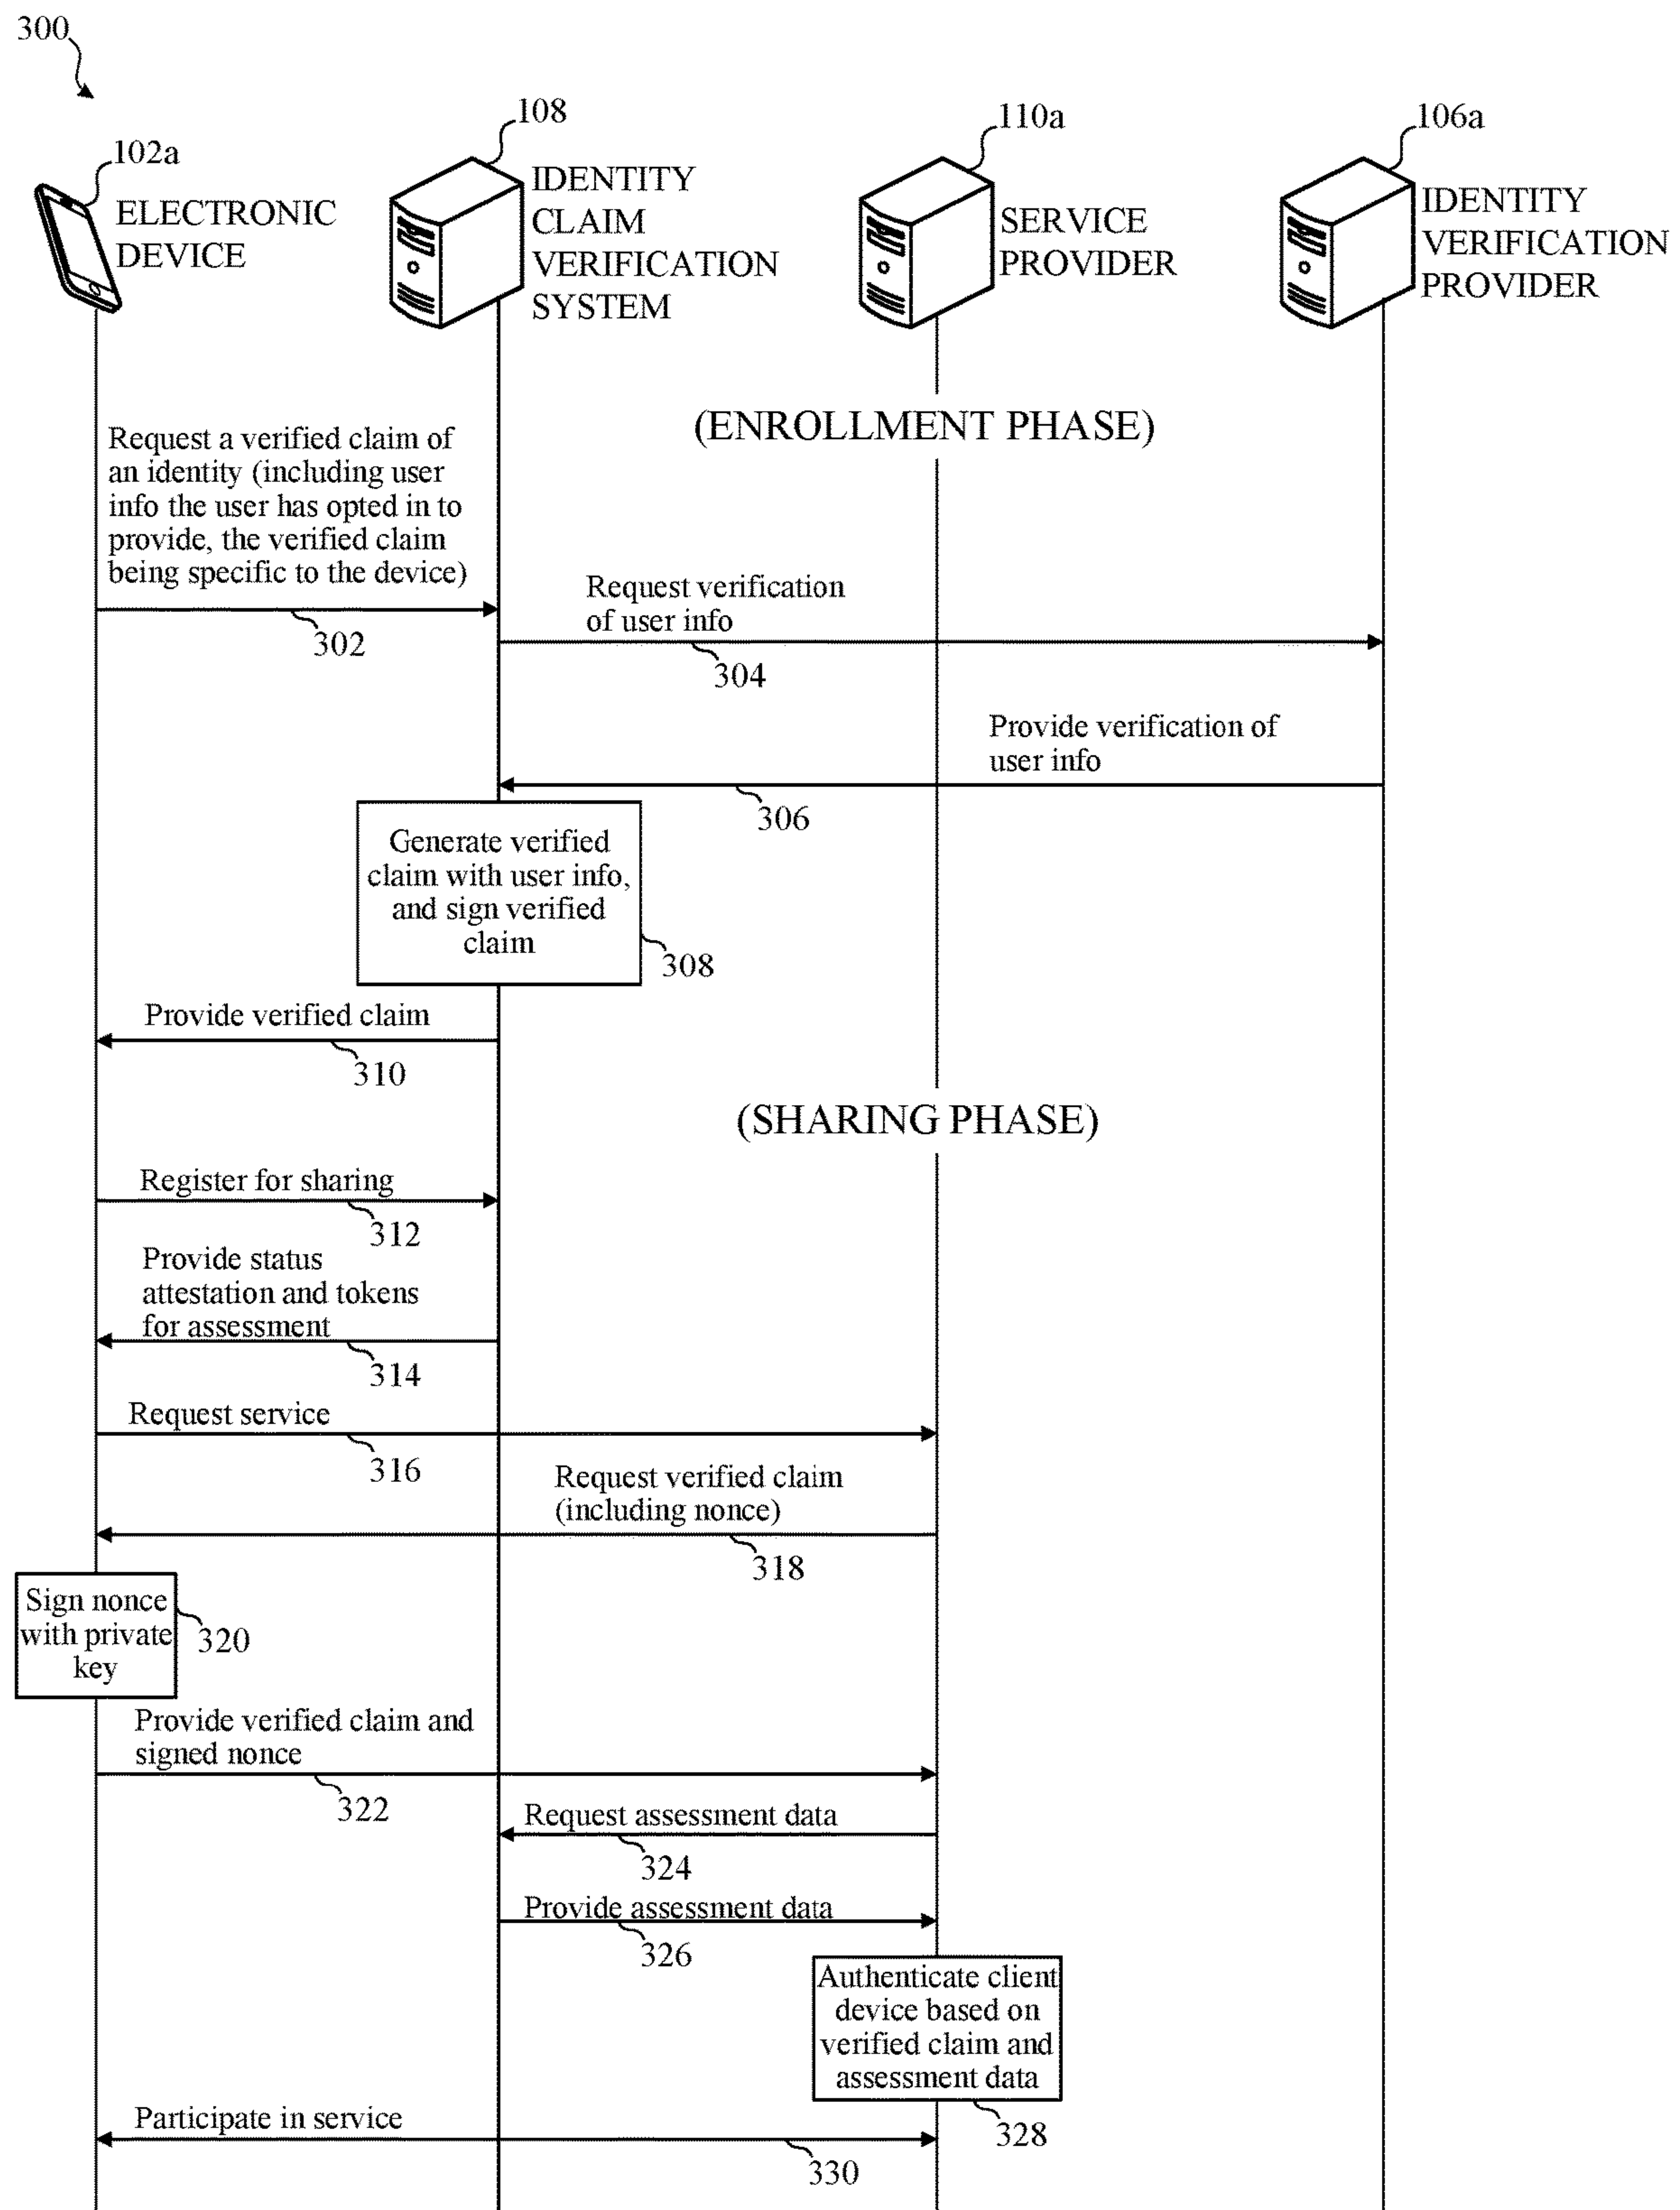 300
108
110a
106a
102a
ELECTRONIC
DEVICE
IDENTITY
CLAIM
VERIFICATION
SYSTEM
SERVICE
PROVIDER
IDENTITY
VERIFICATION
PROVIDER
(ENROLLMENT PHASE)
Request a verified claim of
an identity (including user
info the user has opted in to
provide, the verified claim
being specific to the device)
302
Request verification
of user info
304
Provide verification of
user info
306
Generate verified
claim with user info,
and sign verified
claim
308
Provide verified claim
310
(SHARING PHASE)
Register for sharing
312
Provide status
attestation and tokens
for assessment
314
Request service
316
Request verified claim
(including nonce)
318
Sign nonce
with private
key
320
Provide verified claim and
signed nonce
322
Request assessment data
324
Provide assessment data
326
Authenticate client
device based on
verified claim and
assessment data
328
Participate in service
330